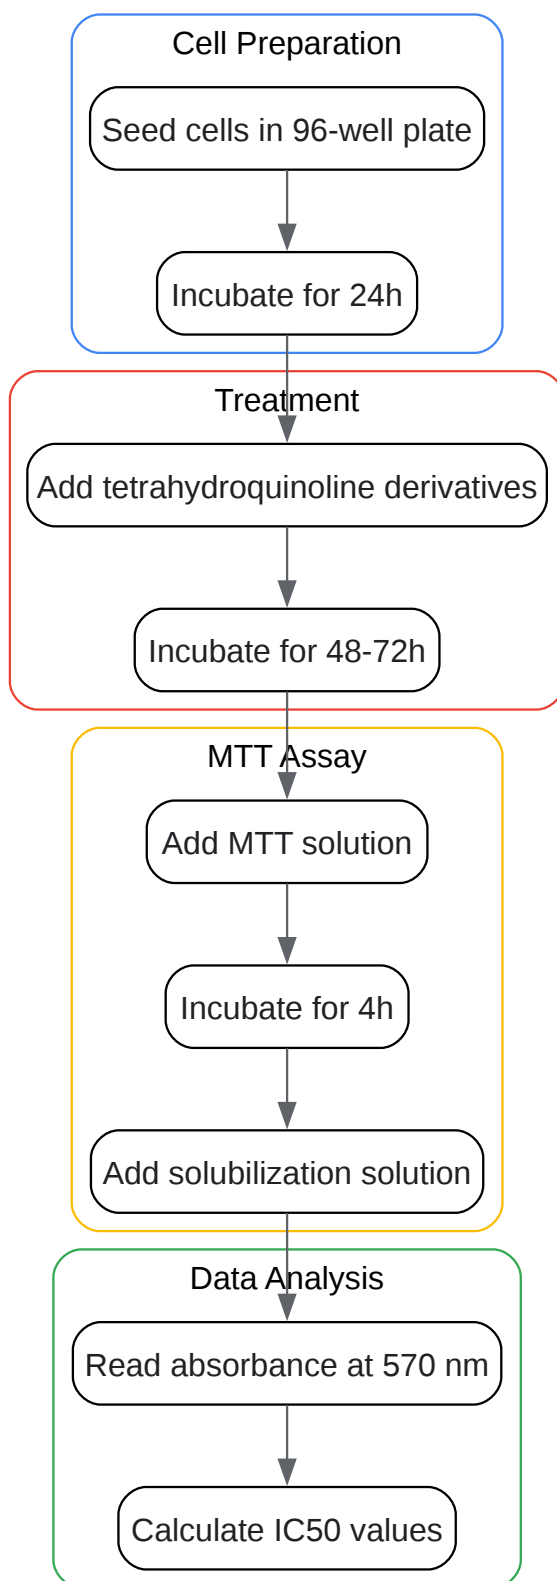 Cell Preparation
Seed cells in 96-well plate
Incubate for 24h
Treatment
Add tetrahydroquinoline derivatives
Incubate for 48-72h
MTT Assay
Add MTT solution
Incubate for 4h
Add solubilization solution
Data Analysis
Read absorbance at 570 nm
Calculate IC50 values